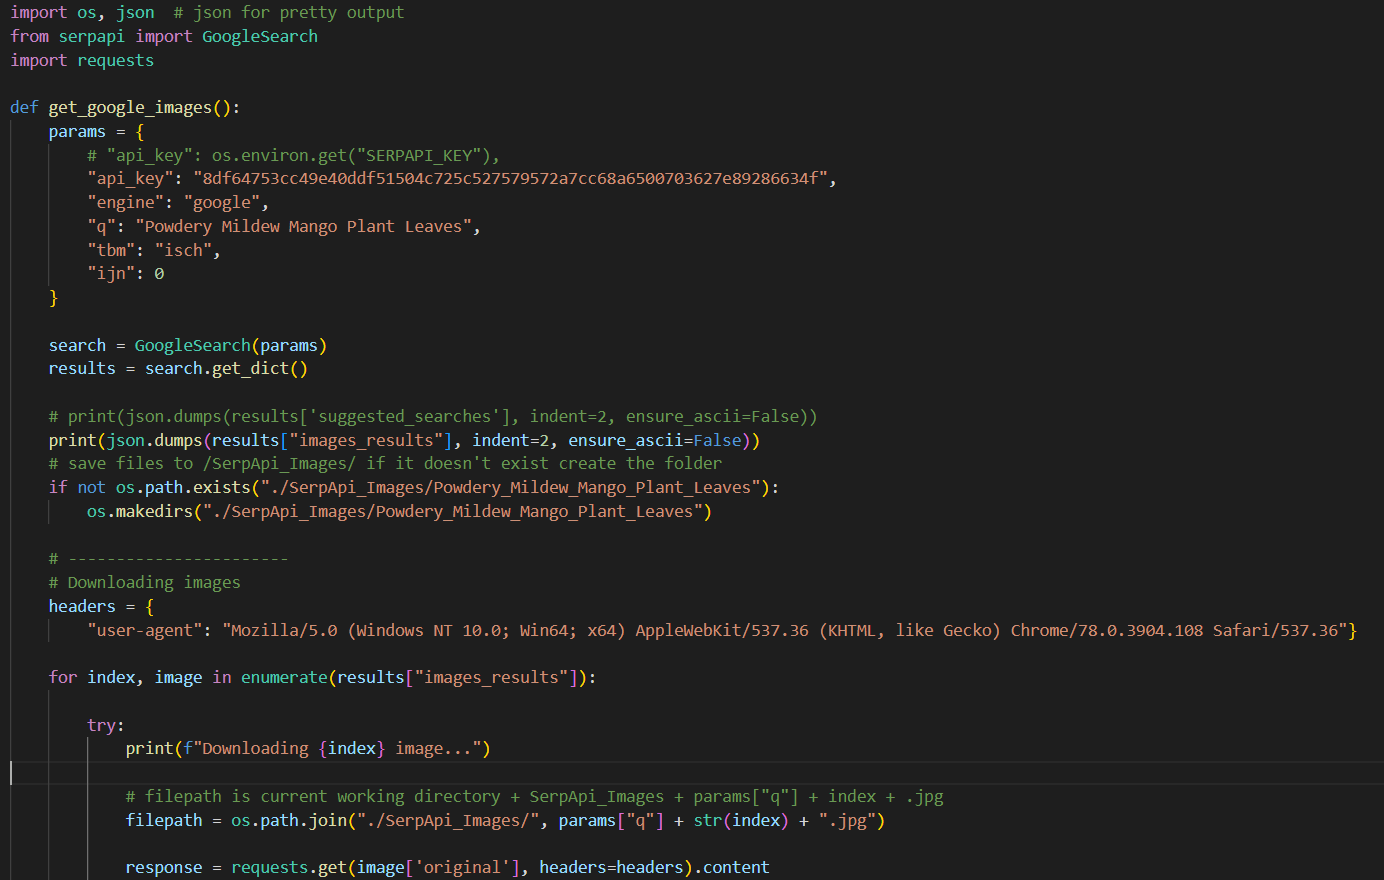 import os, json  # json for pretty output
from serpapi import GoogleSearch
import requests

def get_google_images():
    params = {
        # "api_key": os.environ.get("SERPAPI_KEY"),
        "api_key": "8df64753cc49e40ddf51504c725c527579572a7cc68a6500703627e89286634f",
        "engine": "google",
        "q": "Powdery Mildew Mango Plant Leaves",
        "tbm": "isch",
        "ijn": 0
    }

    search = GoogleSearch(params)
    results = search.get_dict()

    # print(json.dumps(results['suggested_searches'], indent=2, ensure_ascii=False))
    print(json.dumps(results["images_results"], indent=2, ensure_ascii=False))
    # save files to /SerpApi_Images/ if it doesn't exist create the folder
    if not os.path.exists("./SerpApi_Images/Powdery_Mildew_Mango_Plant_Leaves"):
        os.makedirs("./SerpApi_Images/Powdery_Mildew_Mango_Plant_Leaves")

    # -----------------------
    # Downloading images
    headers = {
        "user-agent": "Mozilla/5.0 (Windows NT 10.0; Win64; x64) AppleWebKit/537.36 (KHTML, like Gecko) Chrome/78.0.3904.108 Safari/537.36"}

    for index, image in enumerate(results["images_results"]):

        try:
            print(f"Downloading {index} image...")

            # filepath is current working directory + SerpApi_Images + params["q"] + index + .jpg
            filepath = os.path.join("./SerpApi_Images/", params["q"] + str(index) + ".jpg")

            response = requests.get(image['original'], headers=headers).content